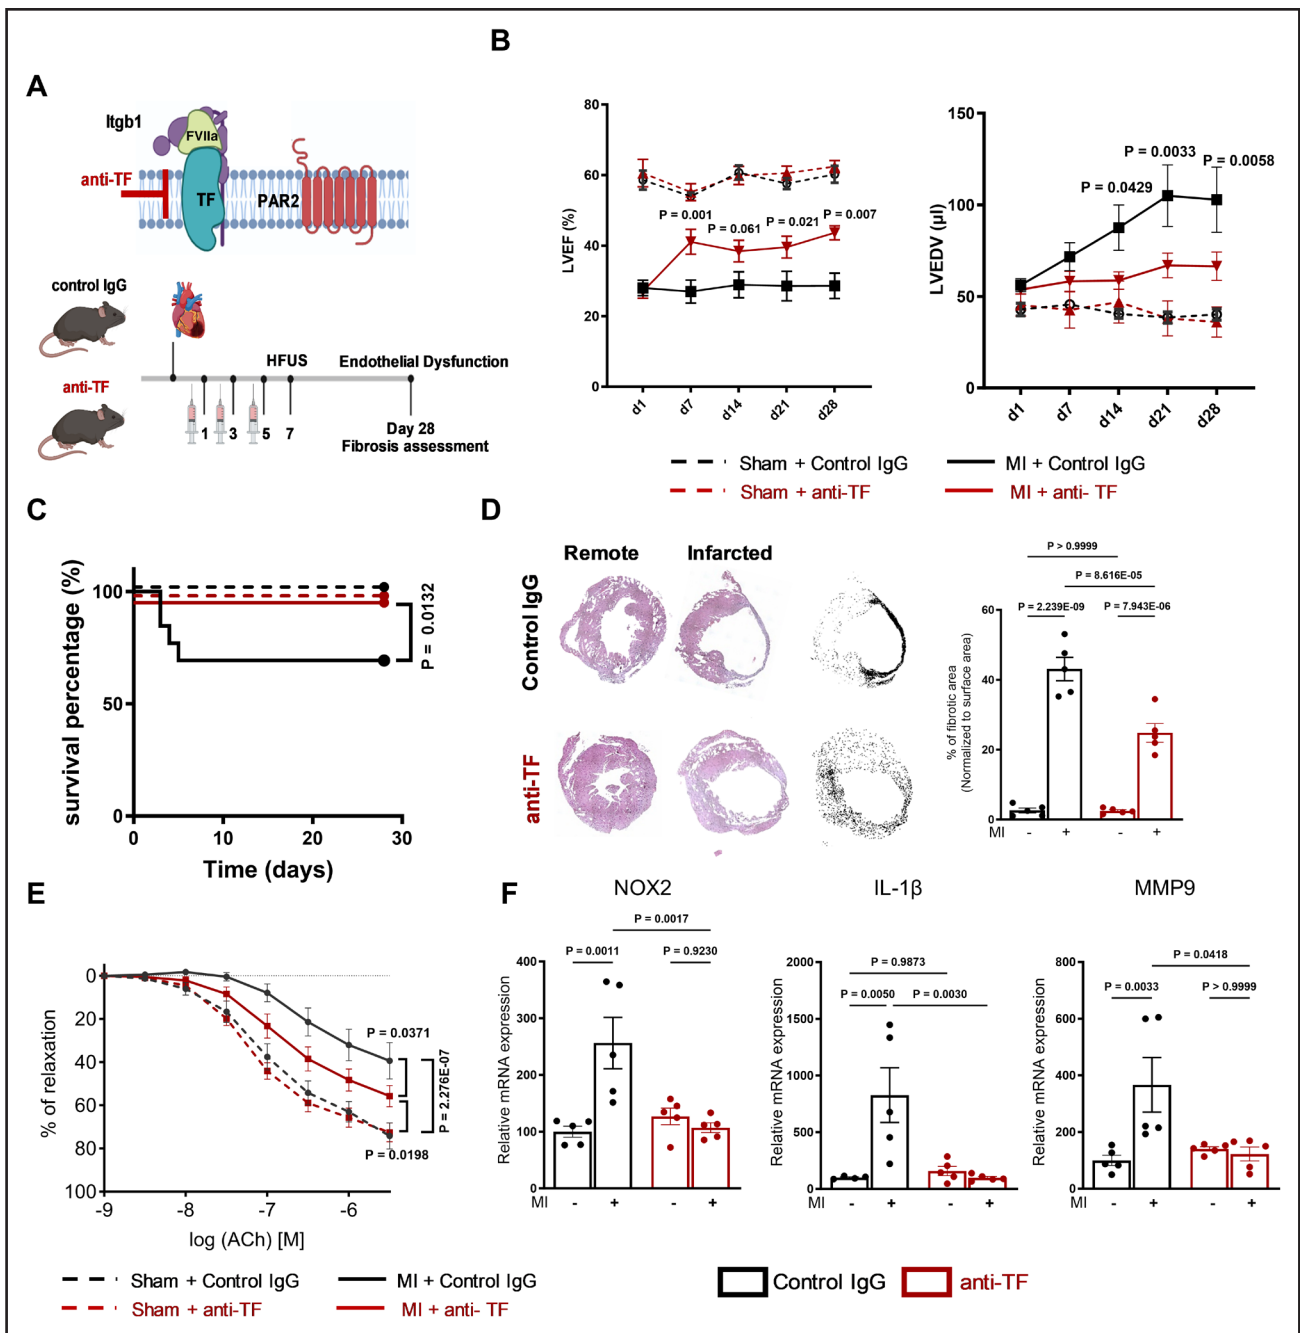 A
Itgb1
FVIIa
anti-TF
TF
PAR2
control IgG
anti-TF
HFUS
Endothelial Dysfunction
1 3 5 7
Day 28
Fibrosis assessment
B
LVEF (%)
80
60
40
20
0
P = 0.001
P = 0.061
P = 0.021
P = 0.007
d1 d7 d14 d21 d28
LVEDV (µl)
150
100
50
0
P = 0.0429
P = 0.0033
P = 0.0058
d1 d7 d14 d21 d28
Sham + Control IgG
MI + Control IgG
Sham + anti-TF
MI + anti- TF
C
survival percentage (%)
100
50
0
0 10 20 30
Time (days)
P = 0.0132
D
Remote Infarcted
Control IgG
anti-TF
% of fibrotic area
(Normalized to surface area)
60
40
20
0
P > 0.9999
P = 8.616E-05
P = 2.239E-09
P = 7.943E-06
MI - + - +
E
% of relaxation
0
20
40
60
80
100
-9 -8 -7 -6
log (ACh) [M]
P = 0.0371
P = 2.276E-07
P = 0.0198
Sham + Control IgG
MI + Control IgG
Sham + anti-TF
MI + anti- TF
F
NOX2
Relative mRNA expression
400
300
200
100
0
P = 0.0017
P = 0.0011
P = 0.9230
MI - + - +
IL-1β
Relative mRNA expression
2000
1500
1000
500
0
P = 0.9873
P = 0.0050
P = 0.0030
MI - + - +
MMP9
Relative mRNA expression
800
600
400
200
0
P = 0.0418
P = 0.0033
P > 0.9999
MI - + - +
Control IgG
anti-TF